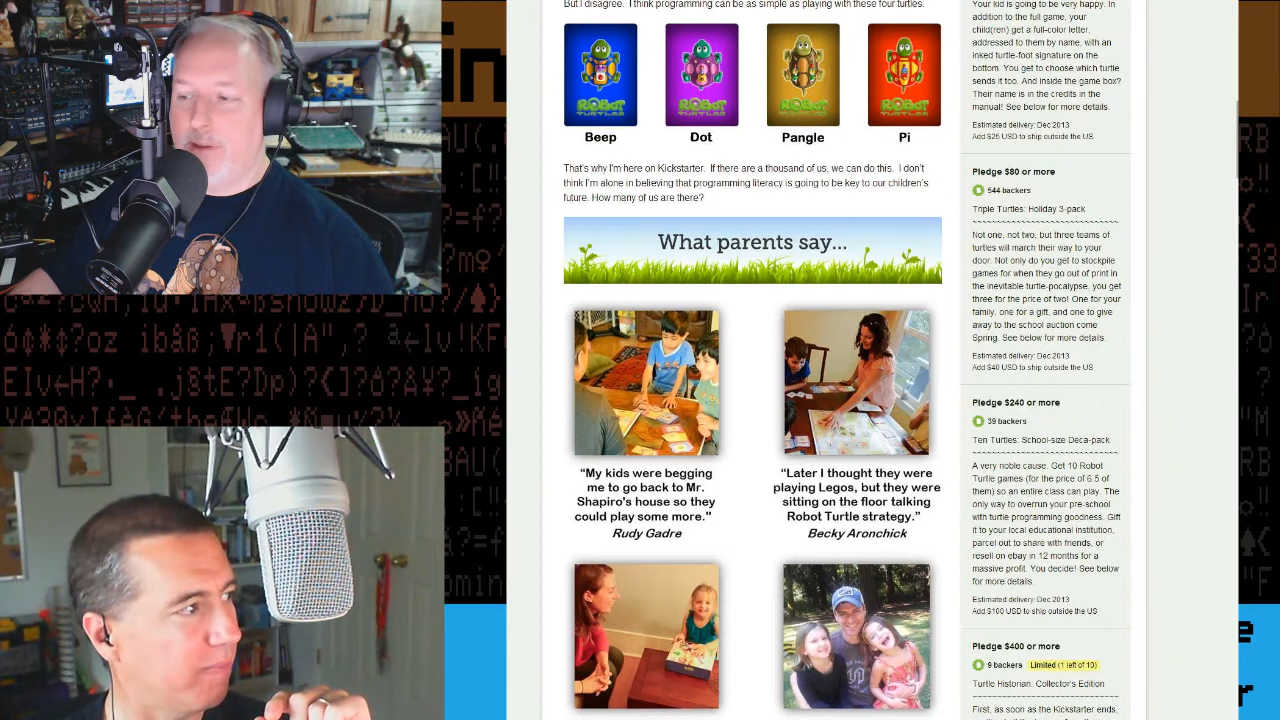 But I disagree. I think programming can be as simple as playing with these four turtles.
ROBOT TURTLES
ROBOT TURTLES
ROBOT TURTLES
ROBOT TURTLES
Beep
Dot
Pangle
Pi
That's why I'm here on Kickstarter. If there are a thousand of us, we can do this. I don't
think I'm alone in believing that programming literacy is going to be key to our children's
future. How many of us are there?
What parents say...
"My kids were begging
me to go back to Mr.
Shapiro's house so they
could play some more."
Rudy Gadre
"Later I thought they were
playing Legos, but they were
sitting on the floor talking
Robot Turtle strategy."
Becky Aronchick
Your kid is going to be very happy. In
addition to the full game, your
child(ren) get a full-color letter,
addressed to them by name, with an
inked turtle-foot signature on the
bottom. You get to choose which turtle
sends it too. And inside the game box?
Their name is in the credits in the
manual! See below for more details.
Estimated delivery: Dec 2013
Add $25 USD to ship outside the US
Pledge $80 or more
544 backers
Triple Turtles: Holiday 3-pack
Not one, not two, but three teams of
turtles will march their way to your
door. Not only do you get to stockpile
games for when they go out of print in
the inevitable turtle-pocalypse, you get
three for the price of two! One for your
family, one for a gift, and one to give
away to the school auction come
Spring. See below for more details.
Estimated delivery: Dec 2013
Add $40 USD to ship outside the US
Pledge $240 or more
39 backers
Ten Turtles: School-size Deca-pack
A very noble cause. Get 10 Robot
Turtle games (for the price of 6.5 of
them) so an entire class can play. The
only way to overrun your pre-school
with turtle programming goodness. Gift
it to your local educational institution,
parcel out to share with friends, or
resell on ebay in 12 months for a
massive profit. You decide! See below
for more details.
Estimated delivery: Dec 2013
Add $100 USD to ship outside the US
Pledge $400 or more
9 backers Limited (1 left of 10)
Turtle Historian: Collector's Edition
First, as soon as the Kickstarter ends,